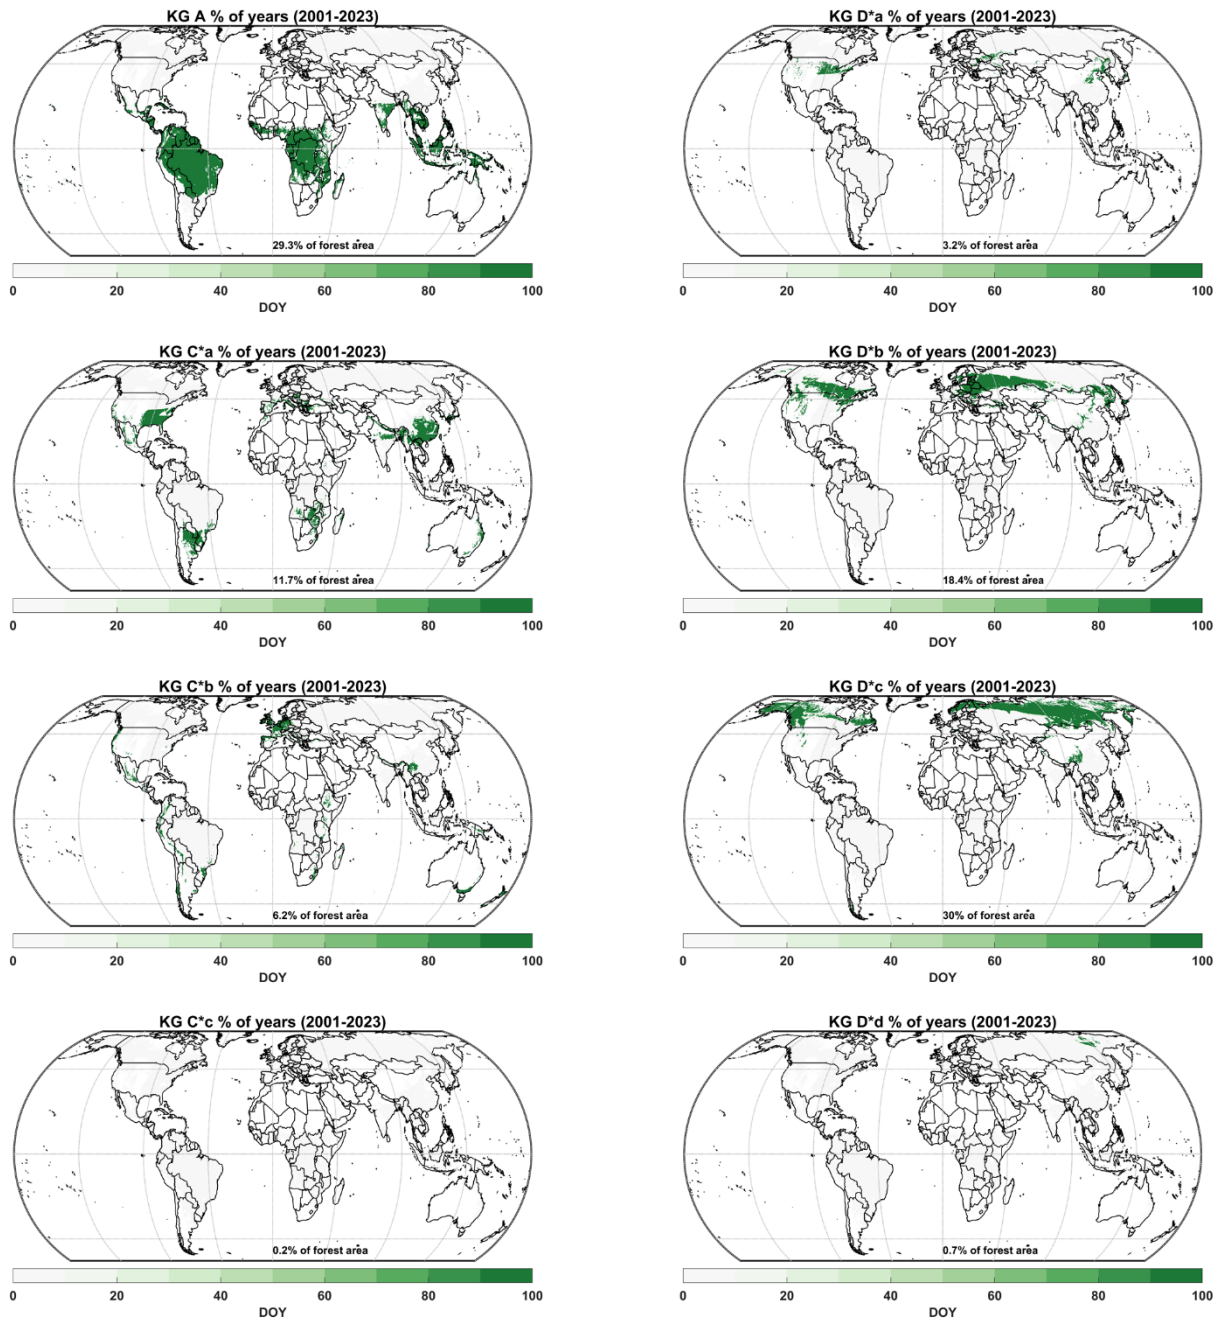 KG A % of years (2001-2023)
29.3% of forest area
0 20 40 60 80 100
DOY
KG D*a % of years (2001-2023)
3.2% of forest area
0 20 40 60 80 100
DOY
KG C*a % of years (2001-2023)
11.7% of forest area
0 20 40 60 80 100
DOY
KG D*b % of years (2001-2023)
18.4% of forest area
0 20 40 60 80 100
DOY
KG C*b % of years (2001-2023)
6.2% of forest area
0 20 40 60 80 100
DOY
KG D*c % of years (2001-2023)
30% of forest area
0 20 40 60 80 100
DOY
KG C*c % of years (2001-2023)
0.2% of forest area
0 20 40 60 80 100
DOY
KG D*d % of years (2001-2023)
0.7% of forest area
0 20 40 60 80 100
DOY